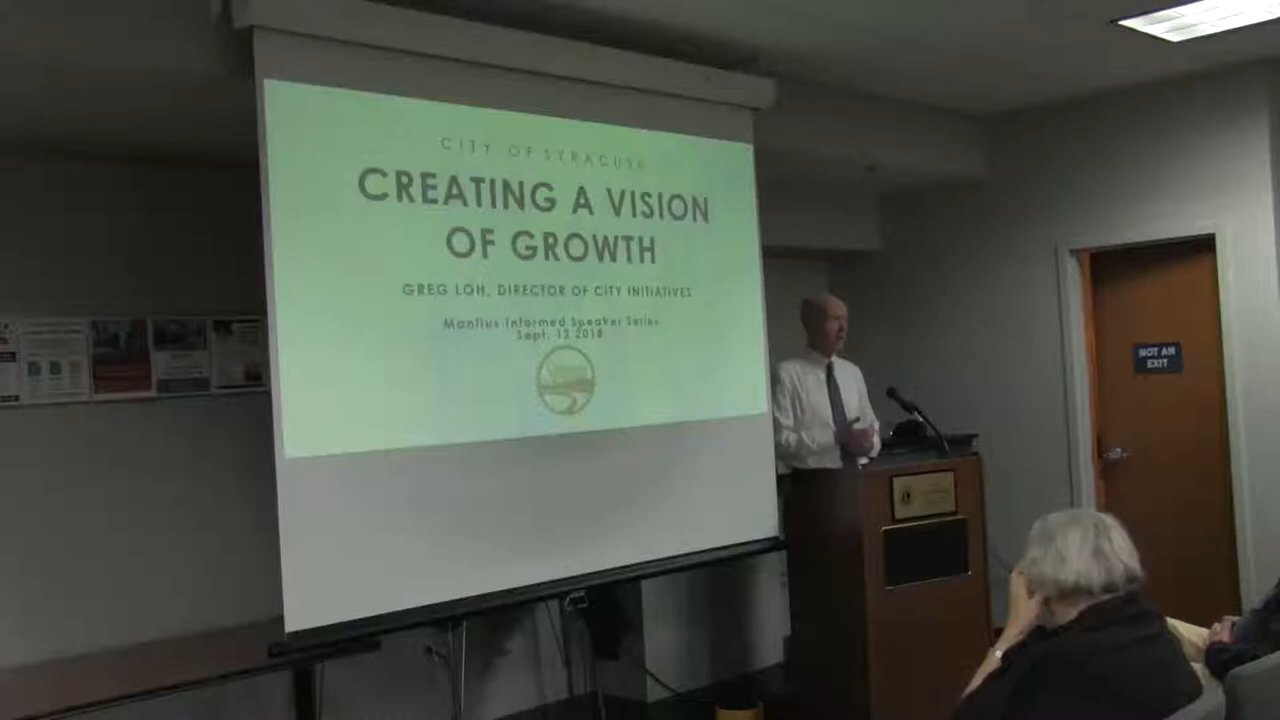 CITY OF SYRACUSE
CREATING A VISION
OF GROWTH
GREG LOH, DIRECTOR OF CITY INITIATIVES
Manlius Informed Speaker Series
Sept. 12 2018
NOT AN
EXIT